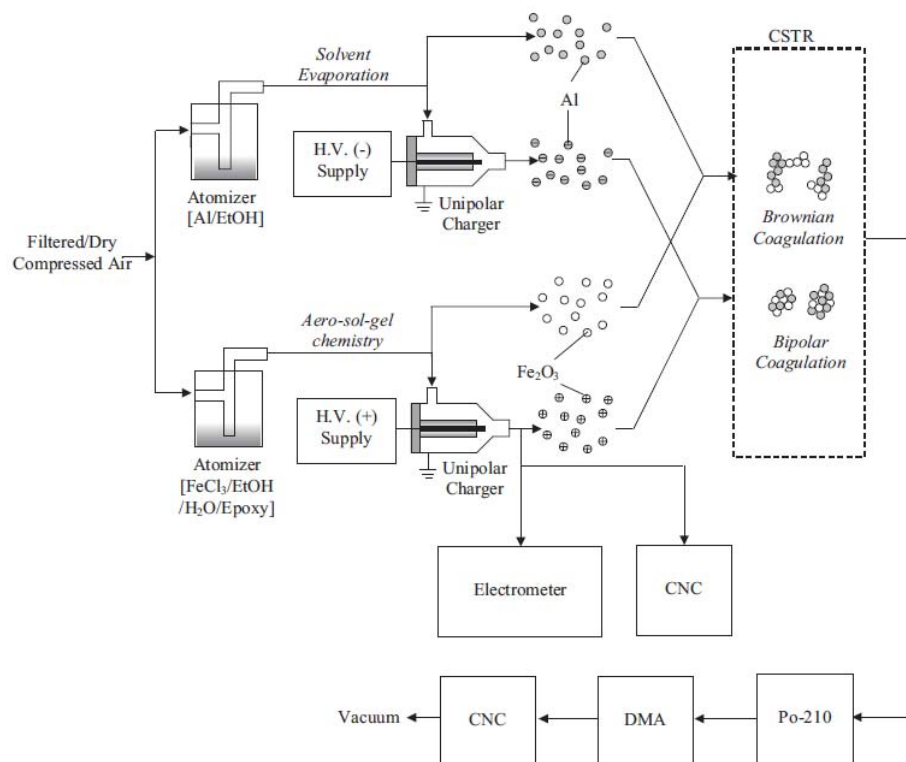 CSTR
Solvent
Evaporation
Al
H.V. (-)
Supply
Atomizer
[Al/EtOH]
Unipolar
Charger
Brownian
Coagulation
Filtered/Dry
Compressed Air
Aero-sol-gel
chemistry
Bipolar
Coagulation
Fe₂O₃
H.V. (+)
Supply
Atomizer
[FeCl₃/EtOH
/H₂O/Epoxy]
Unipolar
Charger
Electrometer
CNC
Vacuum
CNC
DMA
Po-210